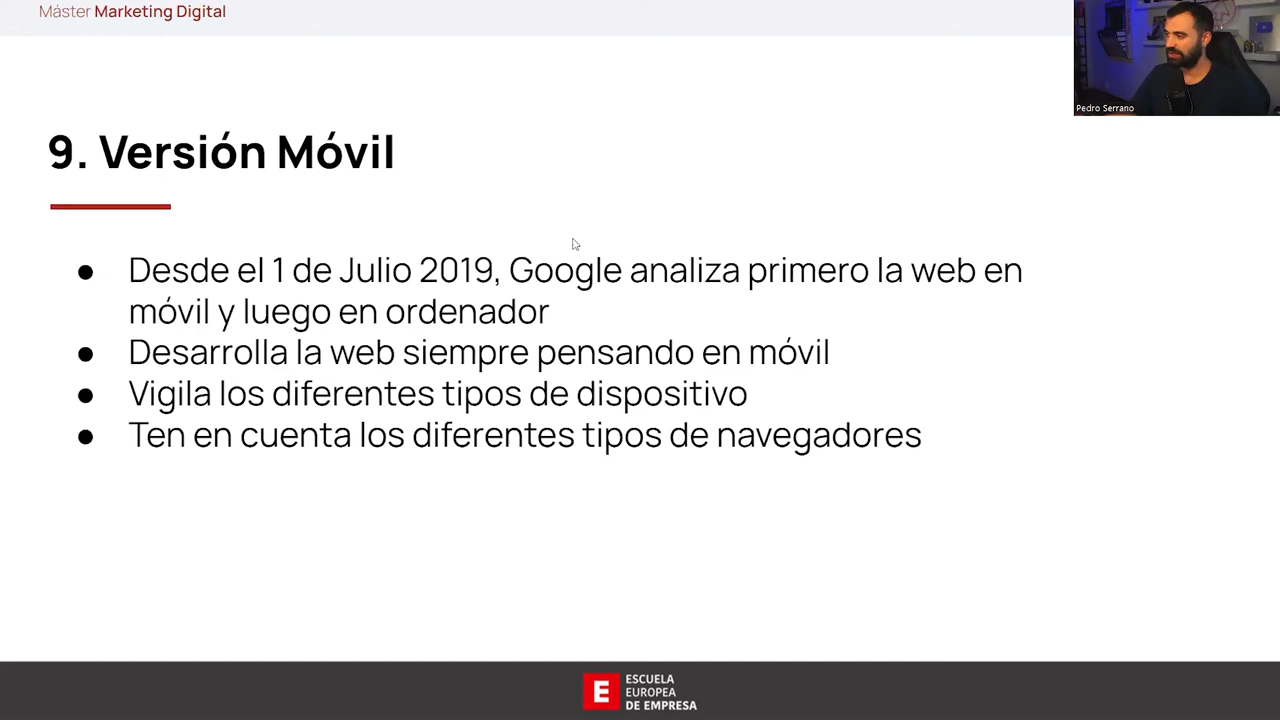 Máster Marketing Digital
Pedro Serrano
9. Versión Móvil
● Desde el 1 de Julio 2019, Google analiza primero la web en
móvil y luego en ordenador
● Desarrolla la web siempre pensando en móvil
● Vigila los diferentes tipos de dispositivo
● Ten en cuenta los diferentes tipos de navegadores
E
ESCUELA
EUROPEA
DE EMPRESA